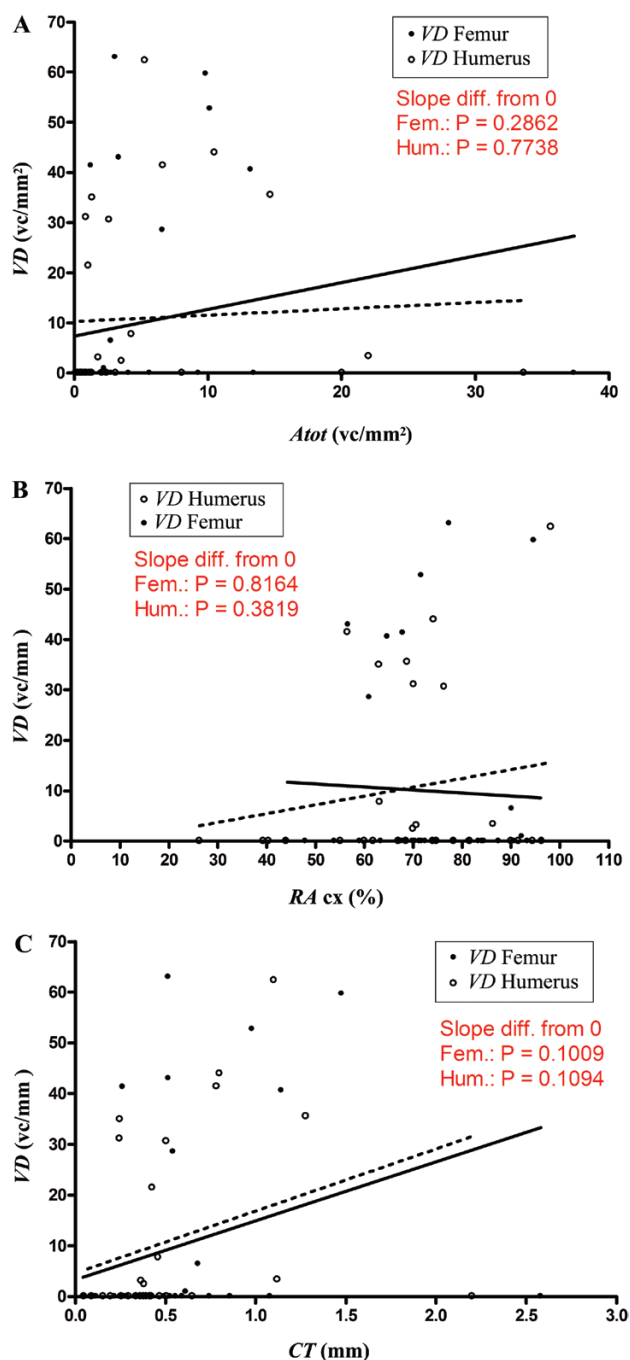 A
VD Femur
VD Humerus
Slope diff. from 0
Fem.: P = 0.2862
Hum.: P = 0.7738
VD (vc/mm²)
70
60
50
40
30
20
10
0
0 10 20 30 40
Atot (vc/mm²)
B
VD Humerus
VD Femur
Slope diff. from 0
Fem.: P = 0.8164
Hum.: P = 0.3819
VD (vc/mm )
70
60
50
40
30
20
10
0
0 10 20 30 40 50 60 70 80 90 100 110
RA cx (%)
C
VD Femur
VD Humerus
Slope diff. from 0
Fem.: P = 0.1009
Hum.: P = 0.1094
VD (vc/mm )
70
60
50
40
30
20
10
0
0 0.5 1.0 1.5 2.0 2.5 3.0
CT (mm)